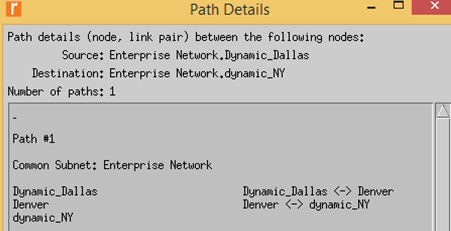 Path Details
Path details (node, link pair) between the following nodes:
Source: Enterprise Network.Dynamic_Dallas
Destination: Enterprise Network.dynamic_NY
Number of paths: 1
-
Path #1
Common Subnet: Enterprise Network
Dynamic_Dallas Dynamic_Dallas <-> Denver
Denver Denver <-> dynamic_NY
dynamic_NY